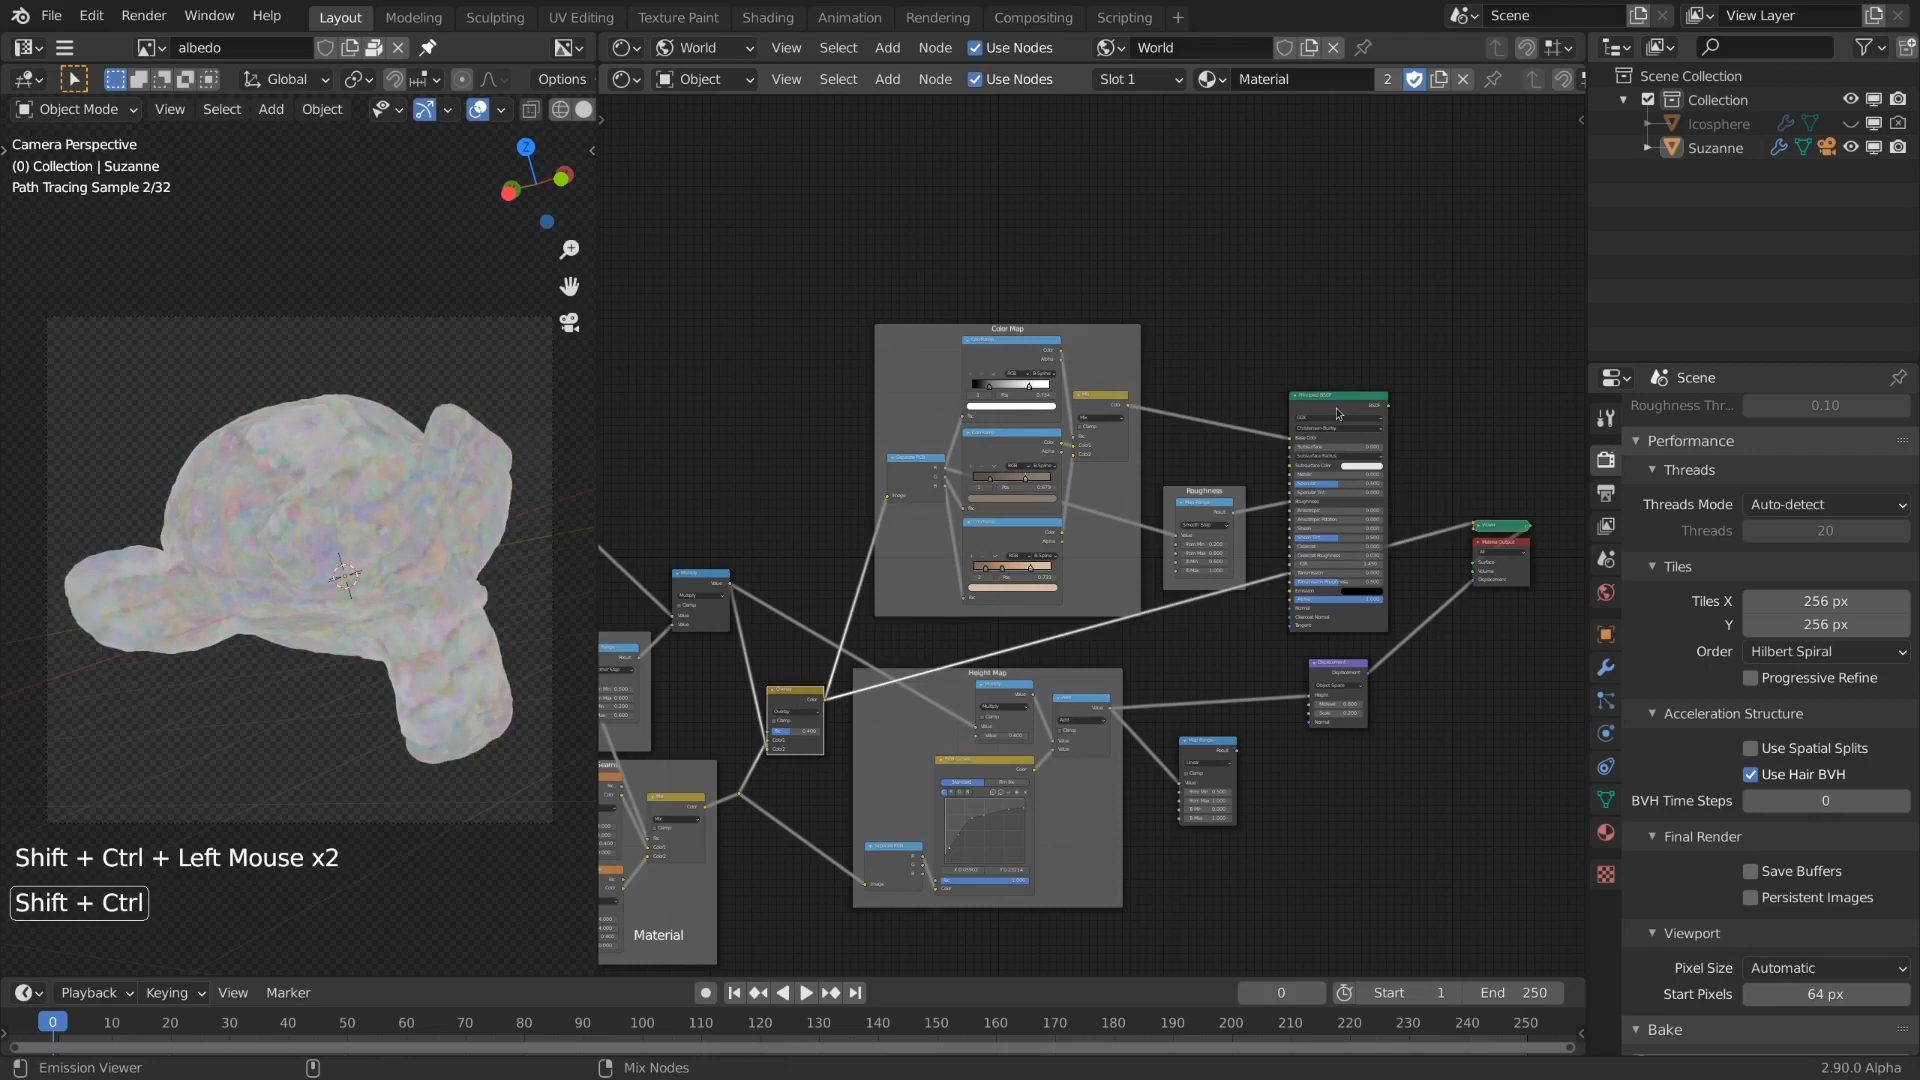 File Edit Render Window Help Layout Modeling Sculpting UV Editing Texture Paint Shading Animation Rendering Compositing Scripting + Scene View Layer
albedo World View Select Add Node Use Nodes World
Global Options Object View Select Add Node Use Nodes Slot 1 Material 2
Scene Collection
Object Mode View Select Add Object
Collection
Icosphere
Suzanne
Camera Perspective
(0) Collection | Suzanne
Path Tracing Sample 2/32
Z
Color Map
Roughness
Height Map
Material
Shift + Ctrl + Left Mouse x2
Shift + Ctrl
Scene
Roughness Thr... 0.10
Performance
Threads
Threads Mode Auto-detect
Threads 20
Tiles
Tiles X 256 px
Y 256 px
Order Hilbert Spiral
Progressive Refine
Acceleration Structure
Use Spatial Splits
Use Hair BVH
BVH Time Steps 0
Final Render
Save Buffers
Persistent Images
Viewport
Pixel Size Automatic
Start Pixels 64 px
Bake
Playback Keying View Marker 0 Start 1 End 250
0 10 20 30 40 50 60 70 80 90 100 110 120 130 140 150 160 170 180 190 200 210 220 230 240 250
Emission Viewer Mix Nodes 2.90.0 Alpha